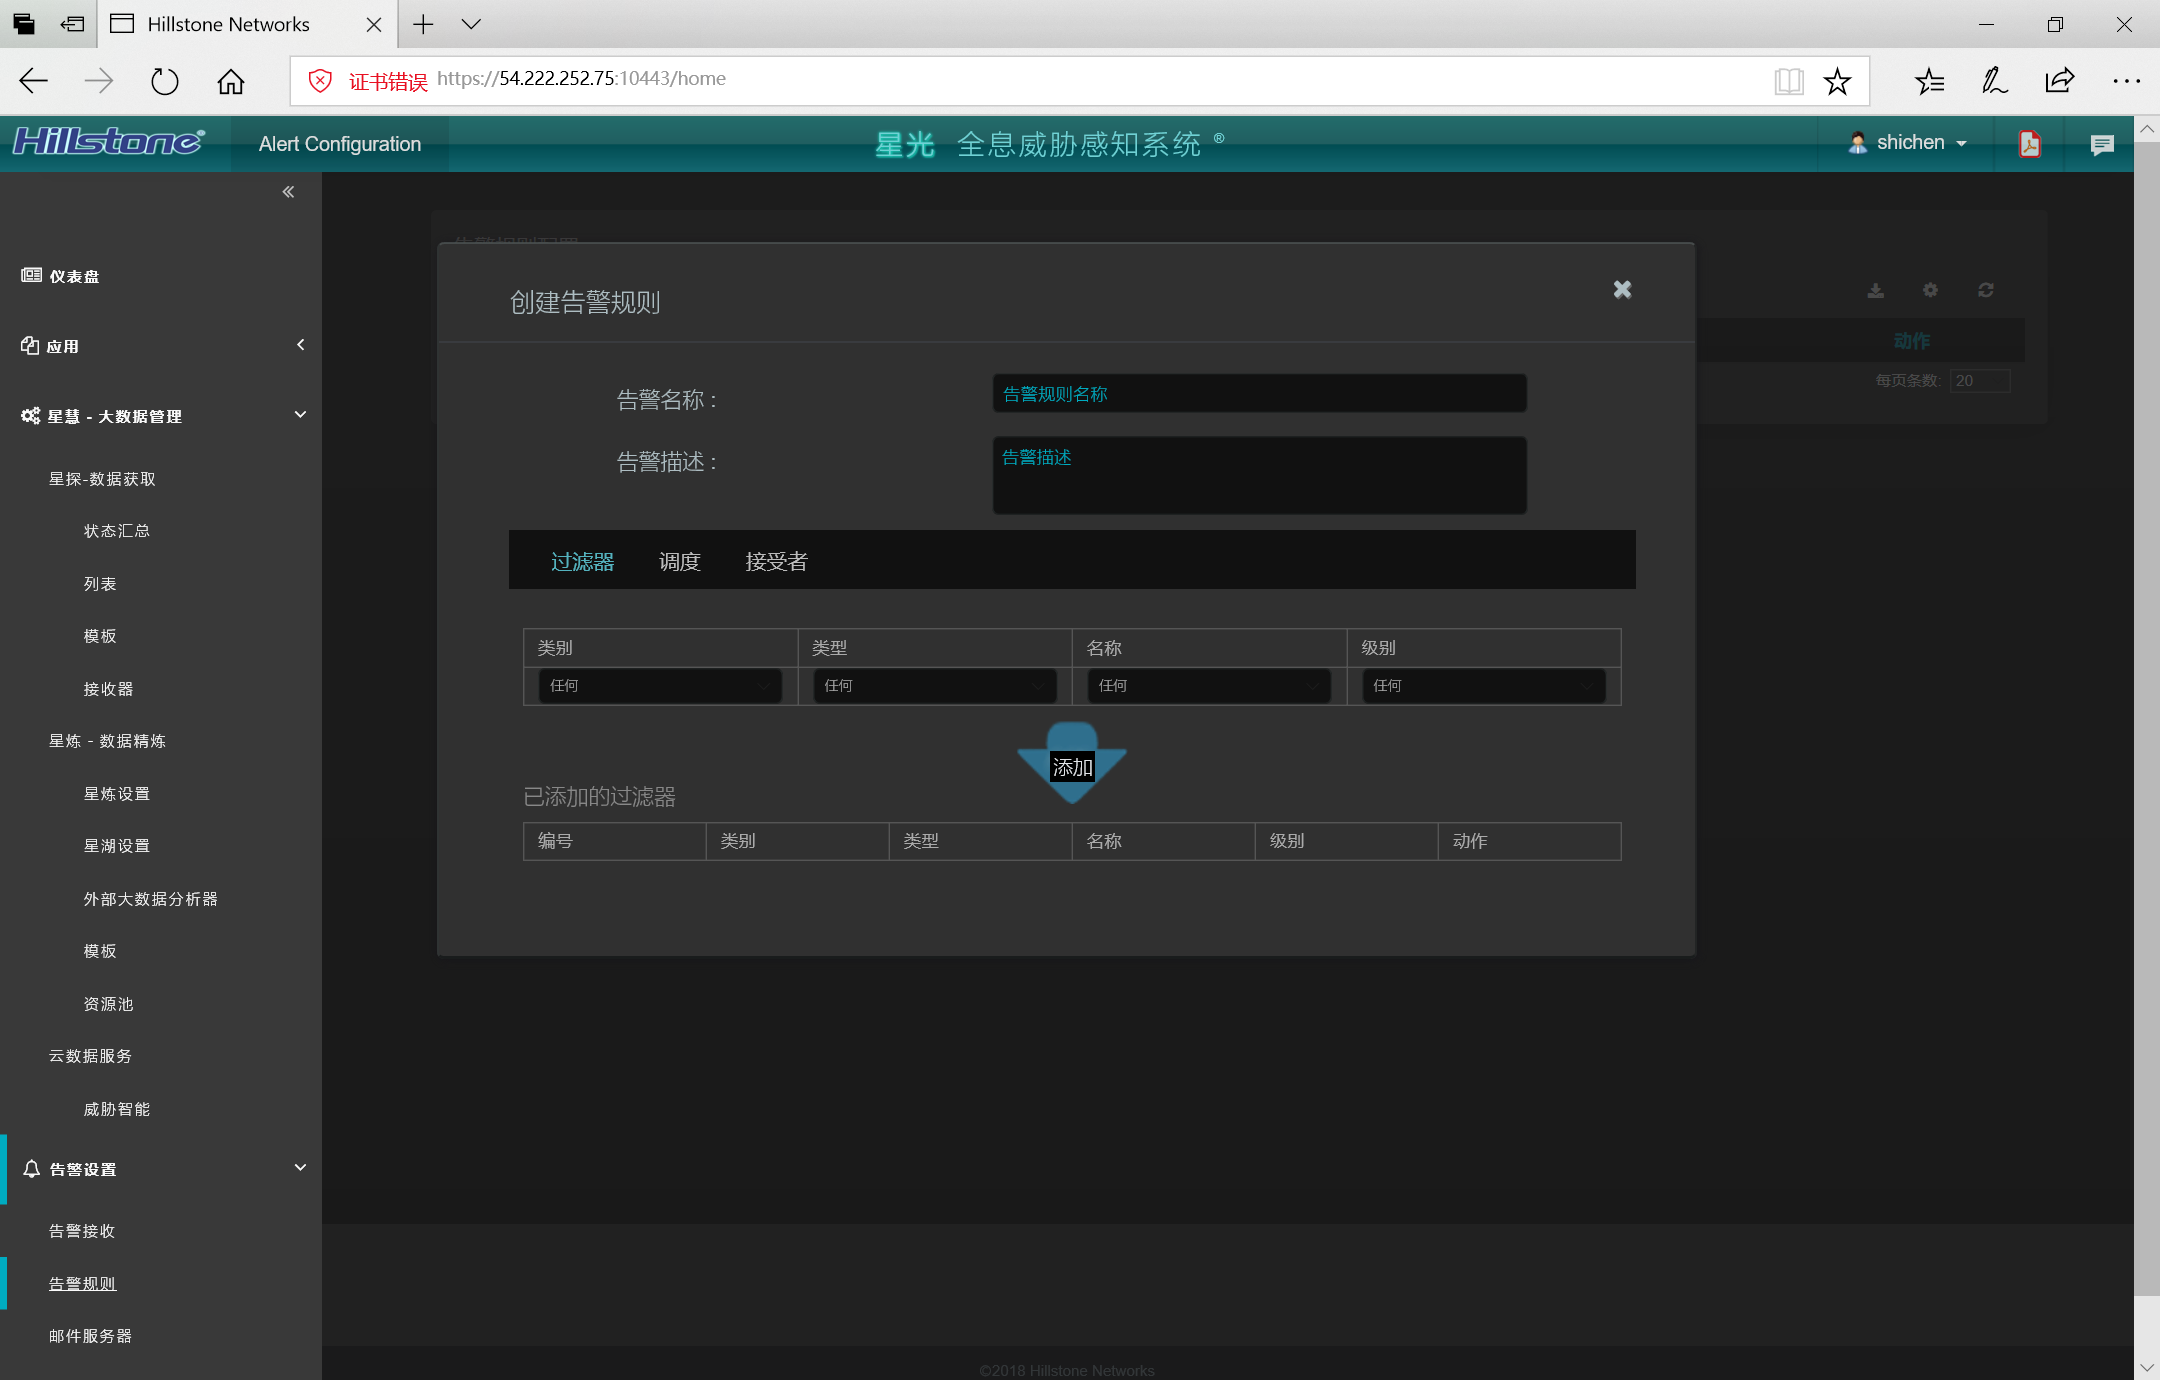 Hillstone Networks
证书错误 https://54.222.252.75:10443/home
Hillstone® Alert Configuration 星光 全息威胁感知系统 ® shichen
仪表盘
应用
星慧 - 大数据管理
星探-数据获取
状态汇总
列表
模板
接收器
星炼 - 数据精炼
星炼设置
星湖设置
外部大数据分析器
模板
资源池
云数据服务
威胁智能
告警设置
告警接收
告警规则
邮件服务器
告警规则配置
动作
每页条数: 20
创建告警规则
告警名称 : 告警规则名称
告警描述 : 告警描述
过滤器 调度 接受者
类别 类型 名称 级别
任何 任何 任何 任何
添加
已添加的过滤器
编号 类别 类型 名称 级别 动作
©2018 Hillstone Networks